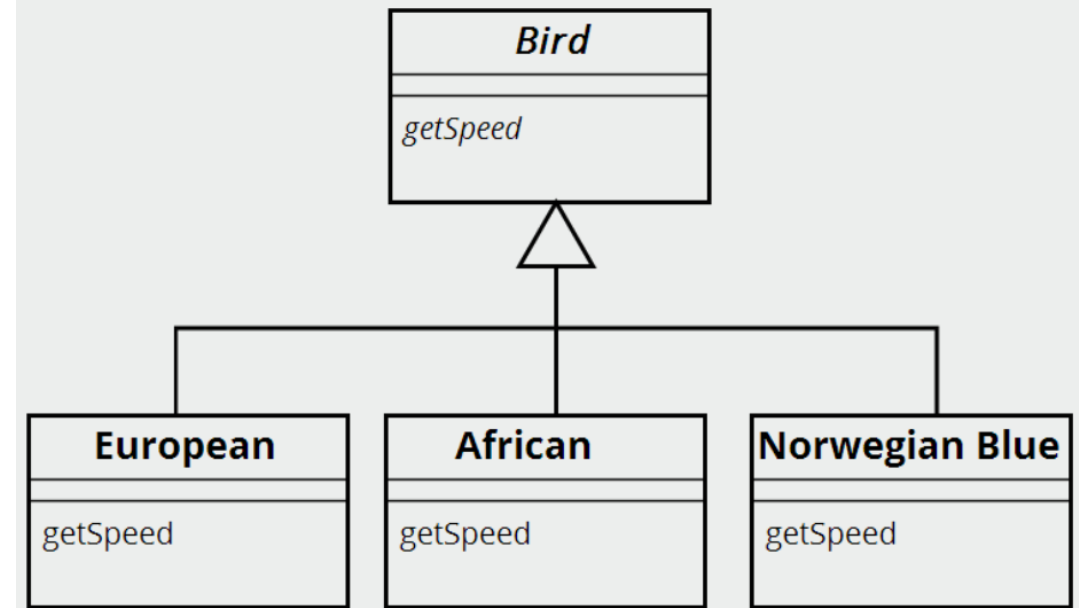 Bird
getSpeed
European
getSpeed
African
getSpeed
Norwegian Blue
getSpeed